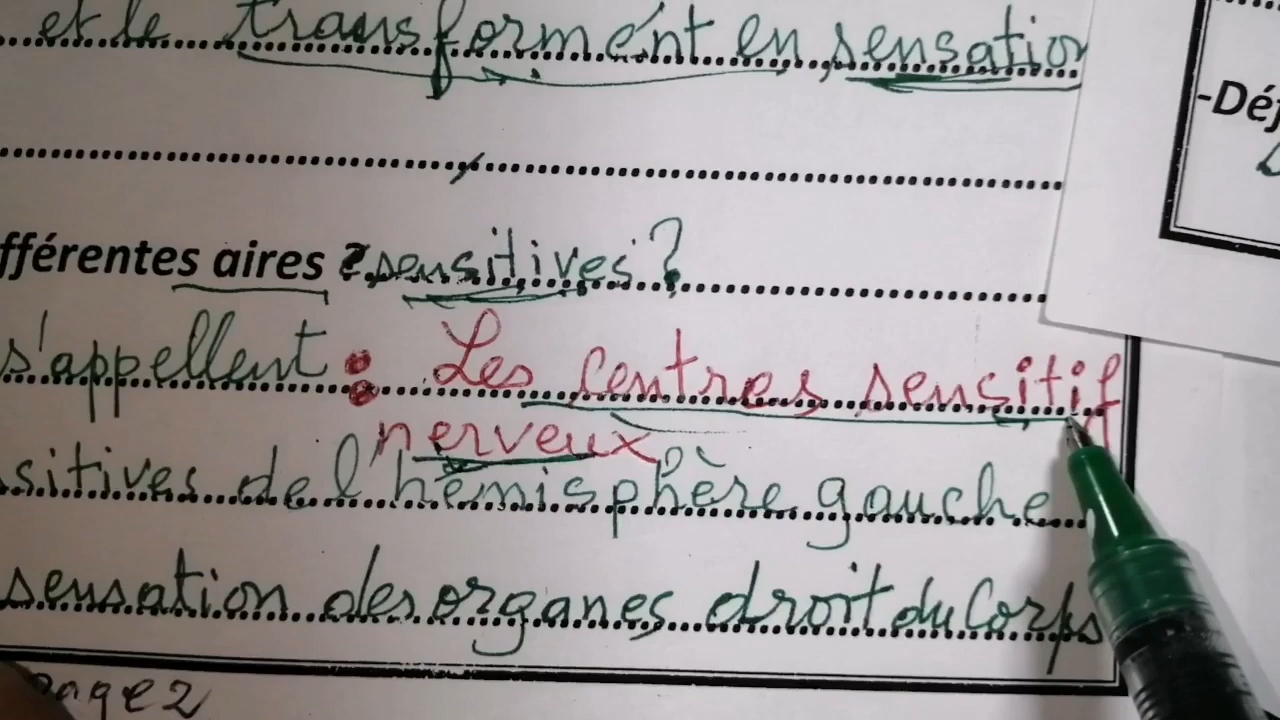 et le transforment en sensation
-Déj
fférentes aires ? sensitives ?
s'appellent : Les centres sensitif
nerveux
sitives de l'hémisphère gauche
sensation des organes droit du Corps
page 2